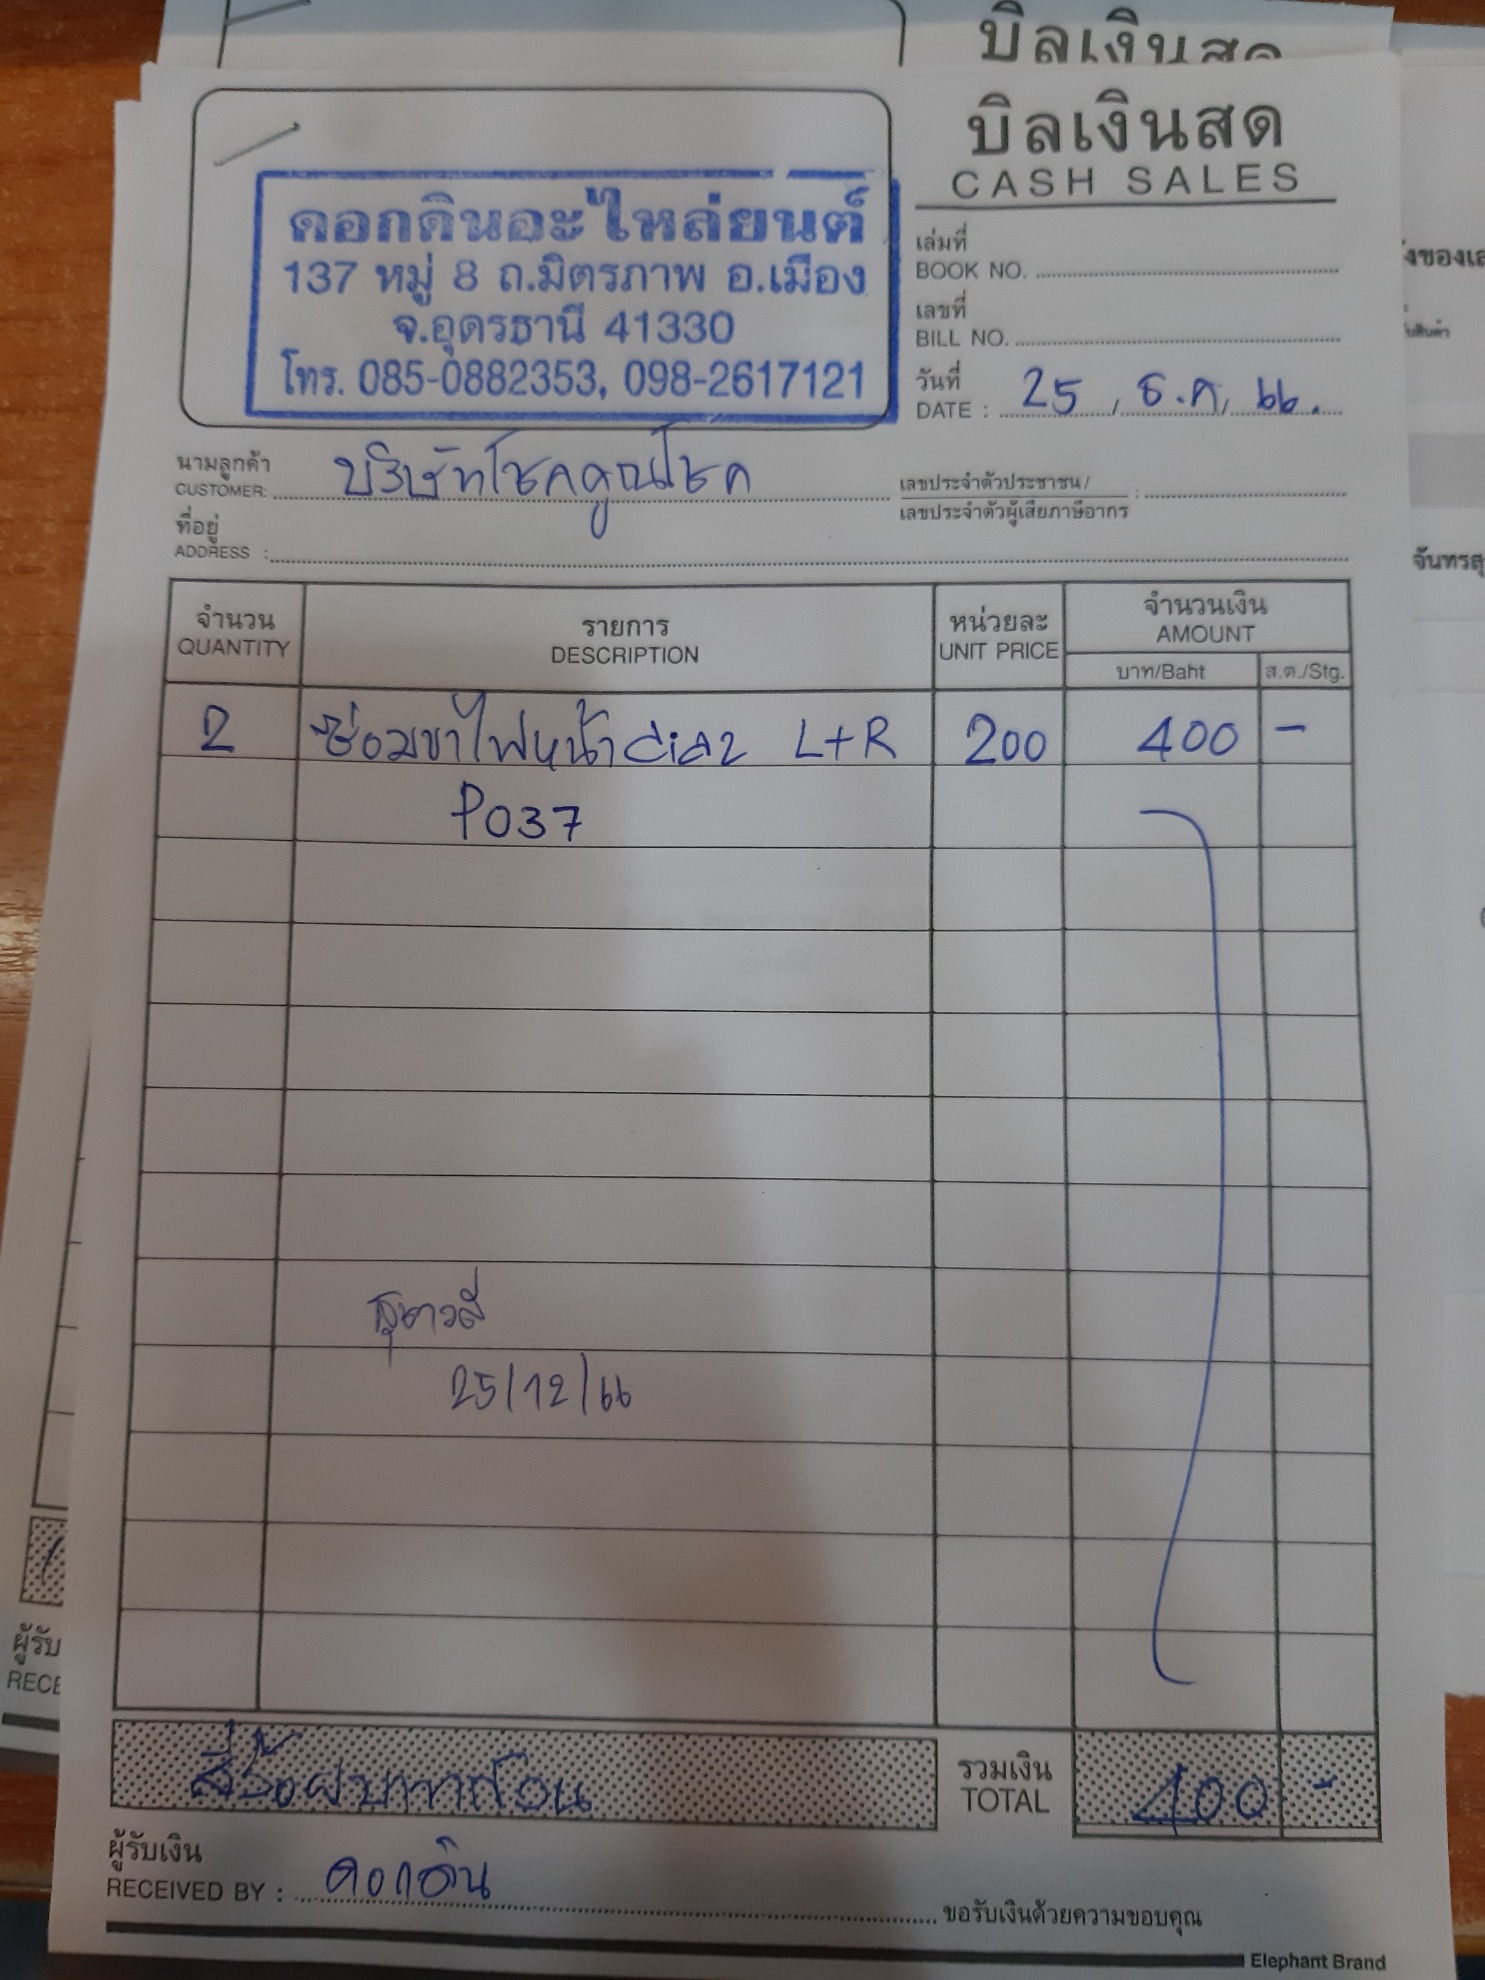 บิลเงินสด
บิลเงินสด
CASH SALES
ดอกดินอะไหล่ยนต์
137 หมู่ 8 ถ.มิตรภาพ อ.เมือง
จ.อุดรธานี 41330
โทร. 085-0882353, 098-2617121
เล่มที่
BOOK NO.
เลขที่
BILL NO.
วันที่
DATE : 25 / ธ.ค / 66.
นามลูกค้า
CUSTOMER: บริษัทโชคคูณโชค
เลขประจำตัวประชาชน /
เลขประจำตัวผู้เสียภาษีอากร :
ที่อยู่
ADDRESS :
จำนวน รายการ หน่วยละ จำนวนเงิน
QUANTITY DESCRIPTION UNIT PRICE AMOUNT
บาท/Baht ส.ต./Stg.
2 ซ่อมขาไฟหน้า L+R 200 400 -
P037
25/12/66
สี่ร้อยบาทถ้วน รวมเงิน
TOTAL 400 -
ผู้รับเงิน
RECEIVED BY : ดอกดิน
ขอรับเงินด้วยความขอบคุณ
Elephant Brand
ผู้รับ
RECE
จันทรสุ